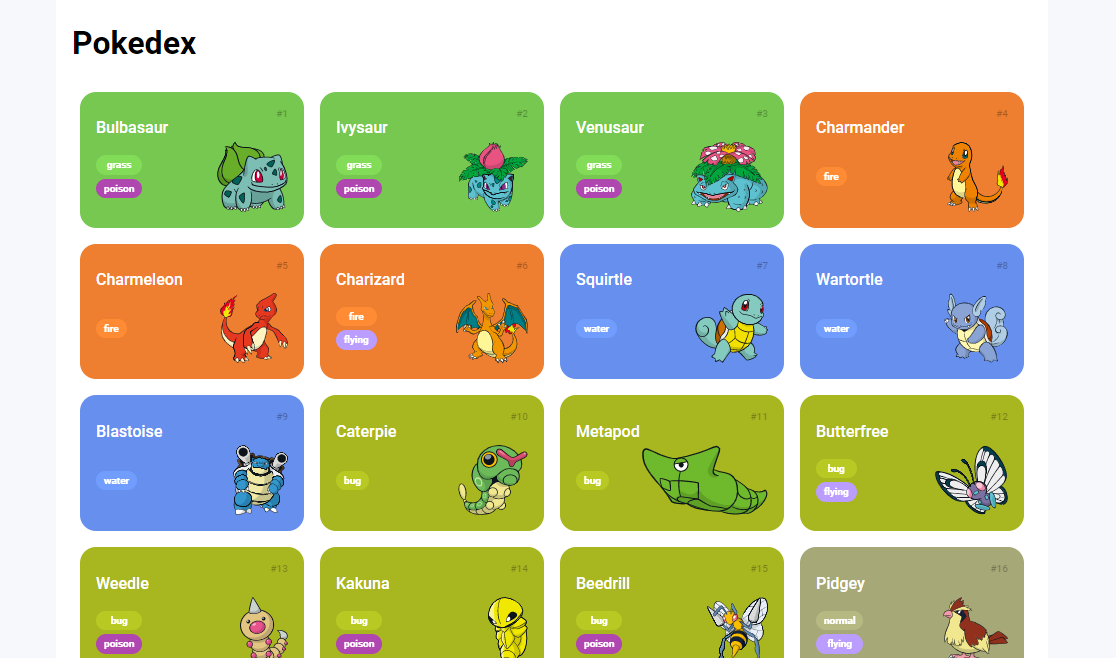 Pokedex
#1
Bulbasaur
grass
poison
#2
Ivysaur
grass
poison
#3
Venusaur
grass
poison
#4
Charmander
fire
#5
Charmeleon
fire
#6
Charizard
fire
flying
#7
Squirtle
water
#8
Wartortle
water
#9
Blastoise
water
#10
Caterpie
bug
#11
Metapod
bug
#12
Butterfree
bug
flying
#13
Weedle
bug
poison
#14
Kakuna
bug
poison
#15
Beedrill
bug
poison
#16
Pidgey
normal
flying